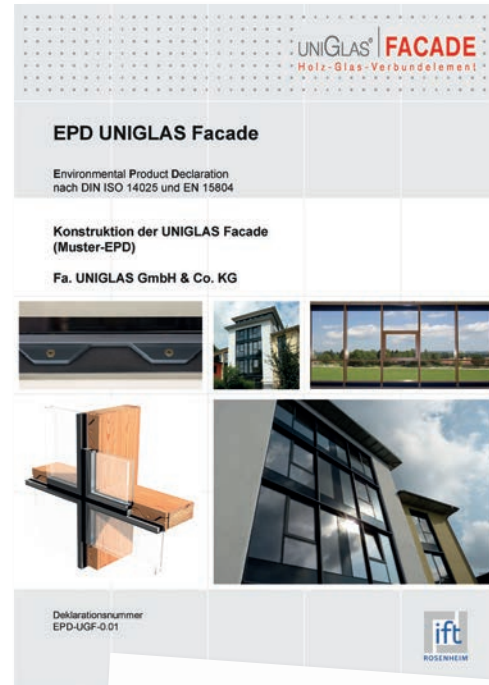 UNIGLAS® FACADE
Holz-Glas-Verbundelement
EPD UNIGLAS Facade
Environmental Product Declaration
nach DIN ISO 14025 und EN 15804
Konstruktion der UNIGLAS Facade
(Muster-EPD)
Fa. UNIGLAS GmbH & Co. KG
Deklarationsnummer
EPD-UGF-0.01
ift
ROSENHEIM